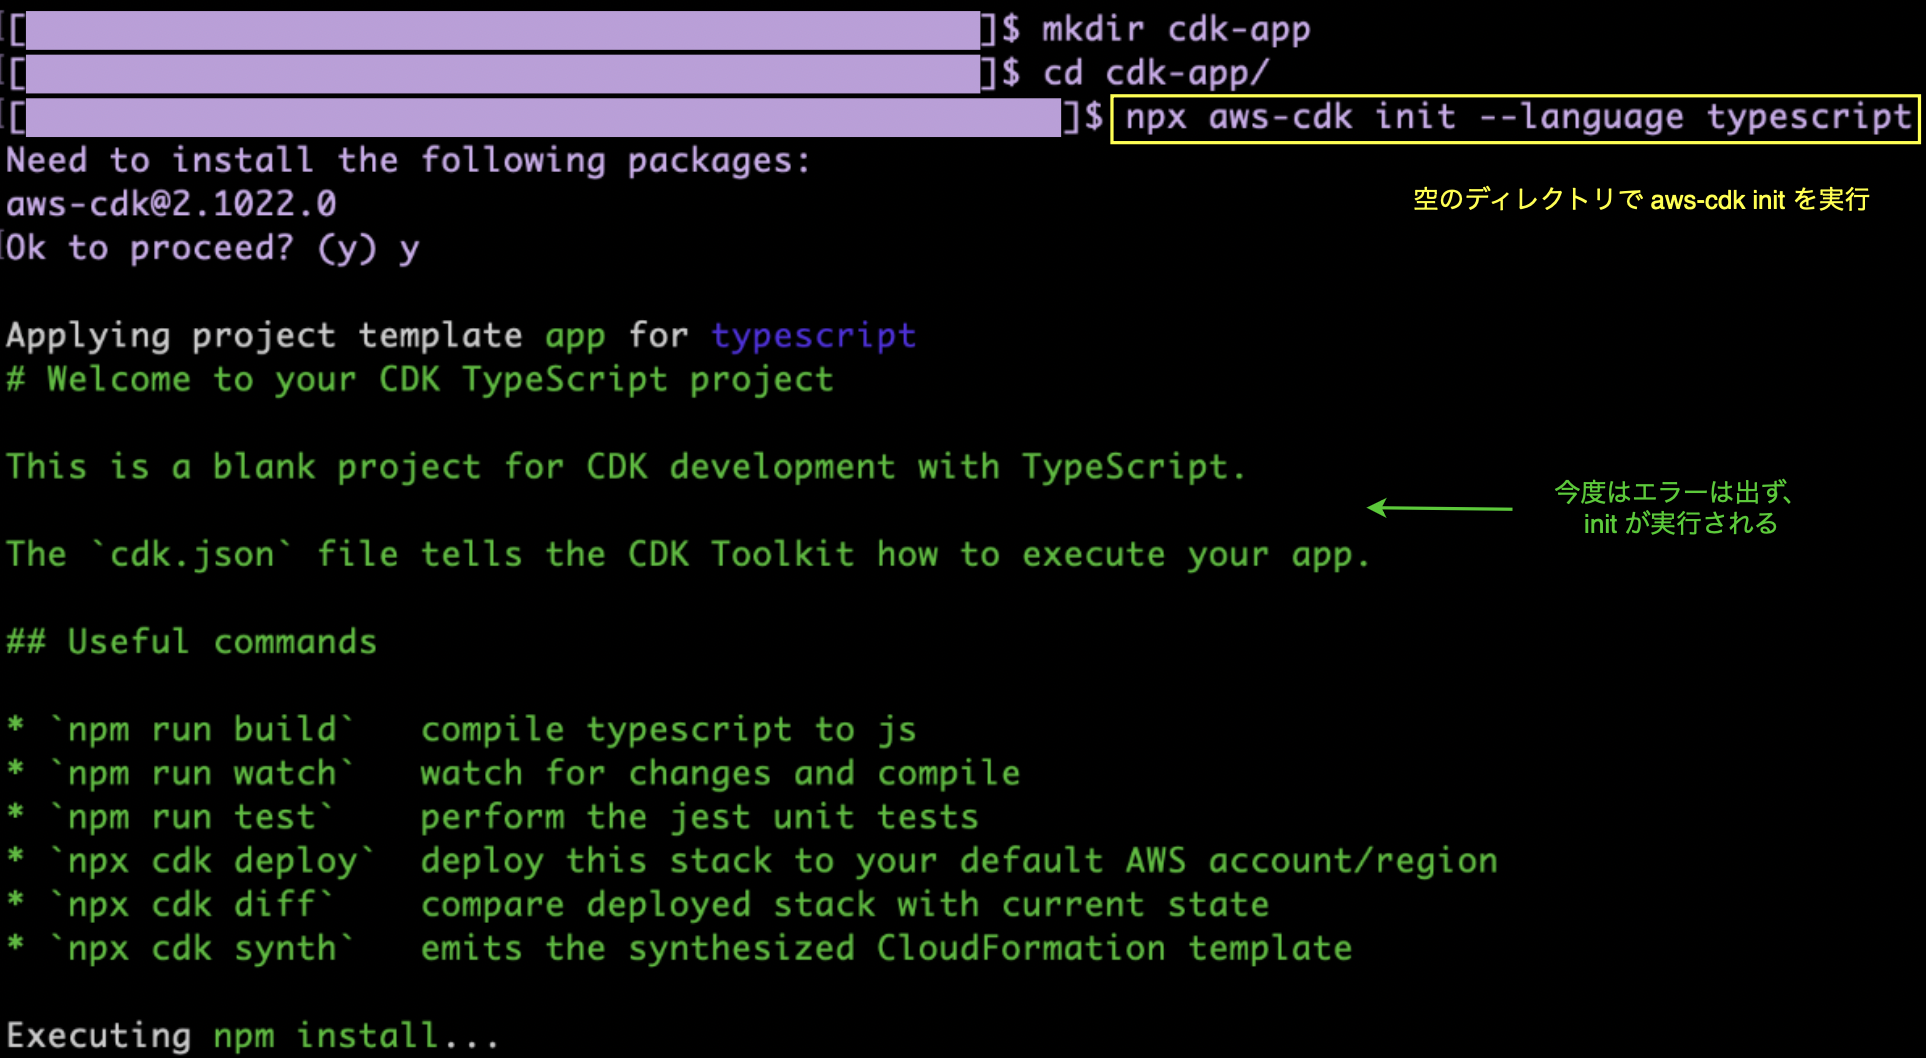 [ ]$ mkdir cdk-app
[ ]$ cd cdk-app/
[ ]$ npx aws-cdk init --language typescript
Need to install the following packages:
aws-cdk@2.1022.0
空のディレクトリで aws-cdk init を実行
Ok to proceed? (y) y
Applying project template app for typescript
# Welcome to your CDK TypeScript project
This is a blank project for CDK development with TypeScript.
今度はエラーは出ず、
init が実行される
The `cdk.json` file tells the CDK Toolkit how to execute your app.
## Useful commands
* `npm run build`   compile typescript to js
* `npm run watch`   watch for changes and compile
* `npm run test`    perform the jest unit tests
* `npx cdk deploy`  deploy this stack to your default AWS account/region
* `npx cdk diff`    compare deployed stack with current state
* `npx cdk synth`   emits the synthesized CloudFormation template
Executing npm install...